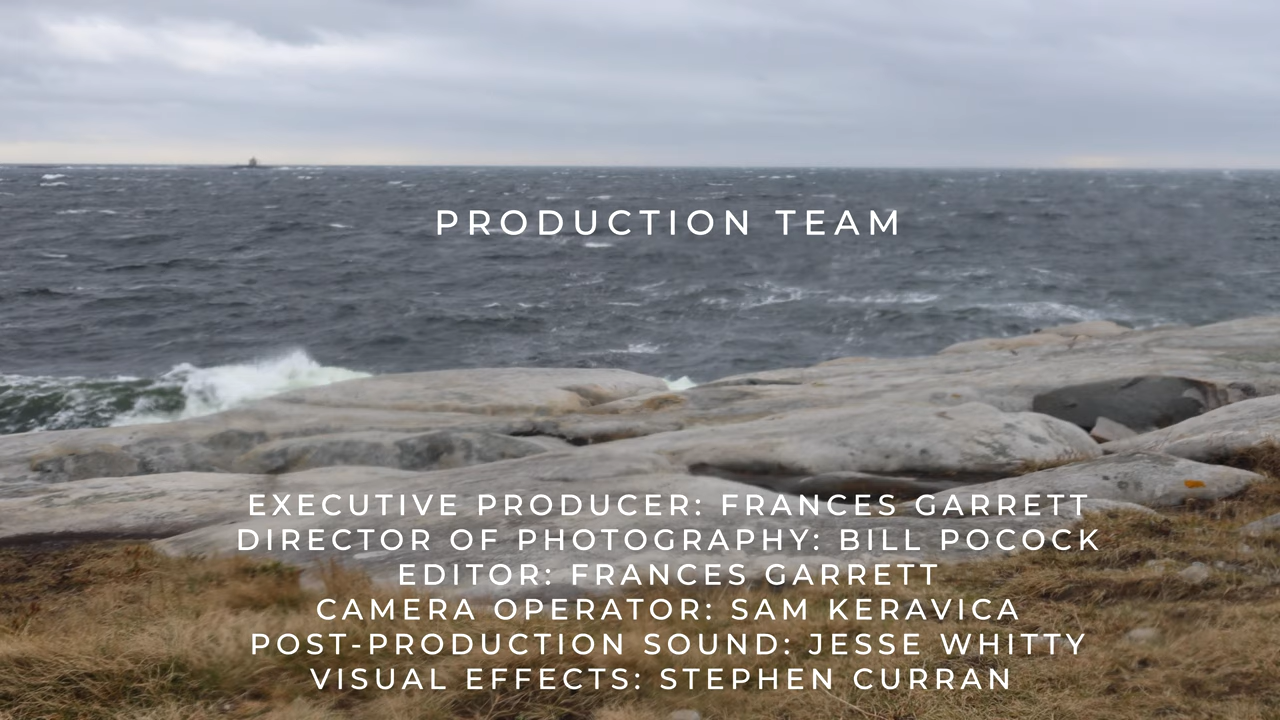 PRODUCTION TEAM
EXECUTIVE PRODUCER: FRANCES GARRETT
DIRECTOR OF PHOTOGRAPHY: BILL POCOCK
EDITOR: FRANCES GARRETT
CAMERA OPERATOR: SAM KERAVICA
POST-PRODUCTION SOUND: JESSE WHITTY
VISUAL EFFECTS: STEPHEN CURRAN